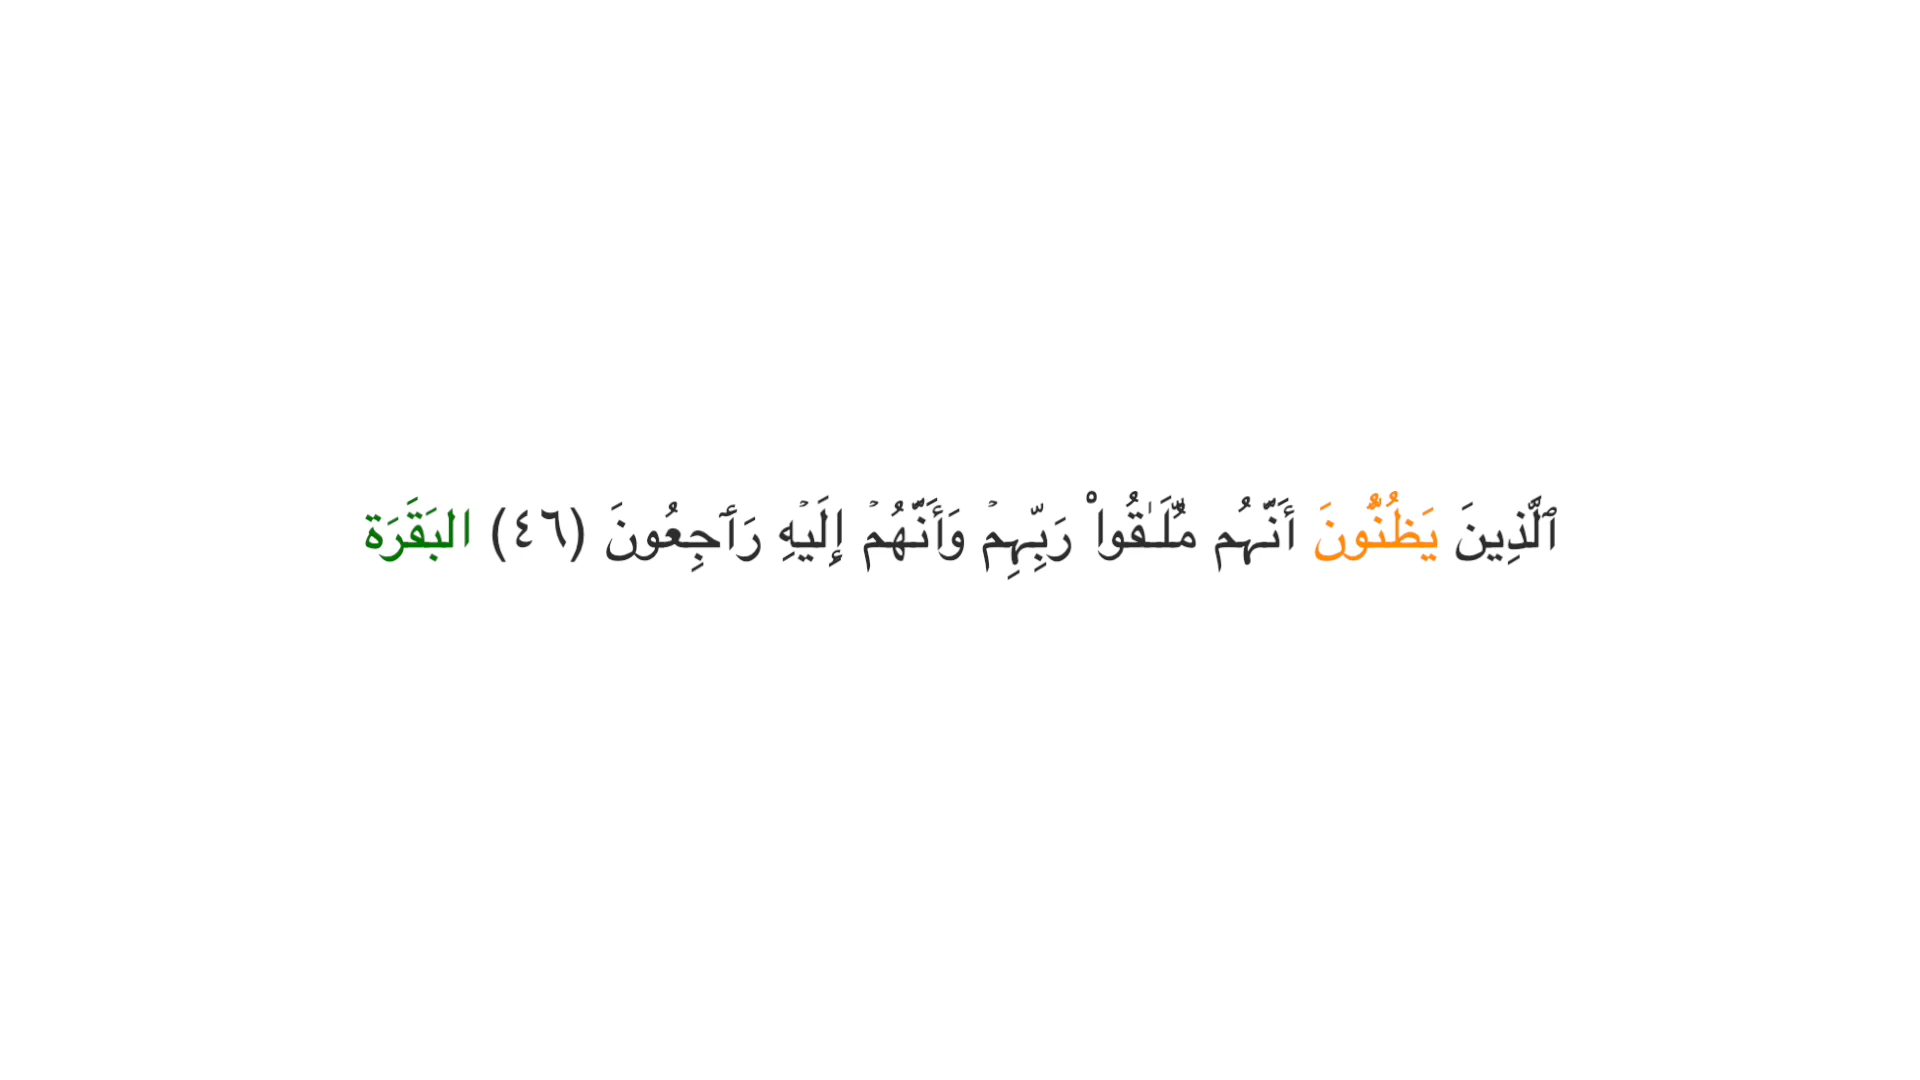 ٱلَّذِينَ يَظُنُّونَ أَنَّهُم مُّلَـٰقُوا۟ رَبِّهِمۡ وَأَنَّهُمۡ إِلَيۡهِ رَ ٰ⁠جِعُونَ (٤٦) البَقَرَة